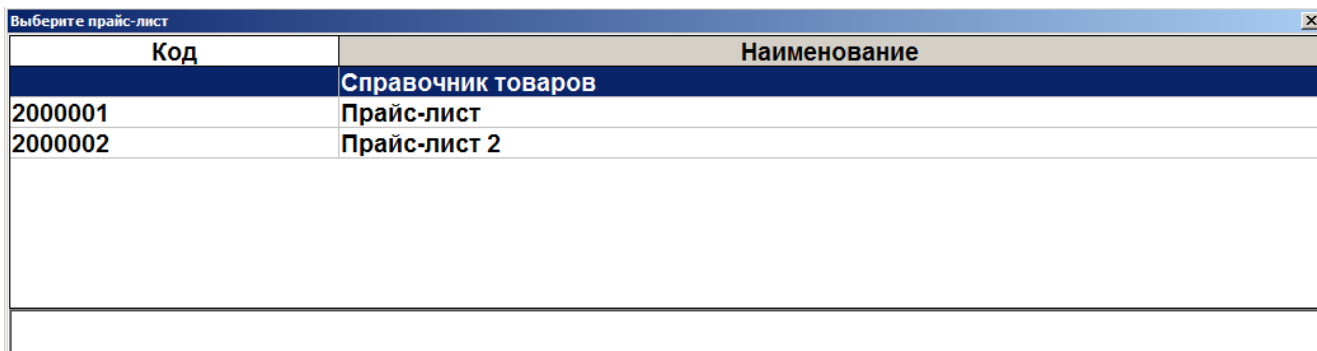 Выберите прайс-лист
Код Наименование
Справочник товаров
2000001 Прайс-лист
2000002 Прайс-лист 2